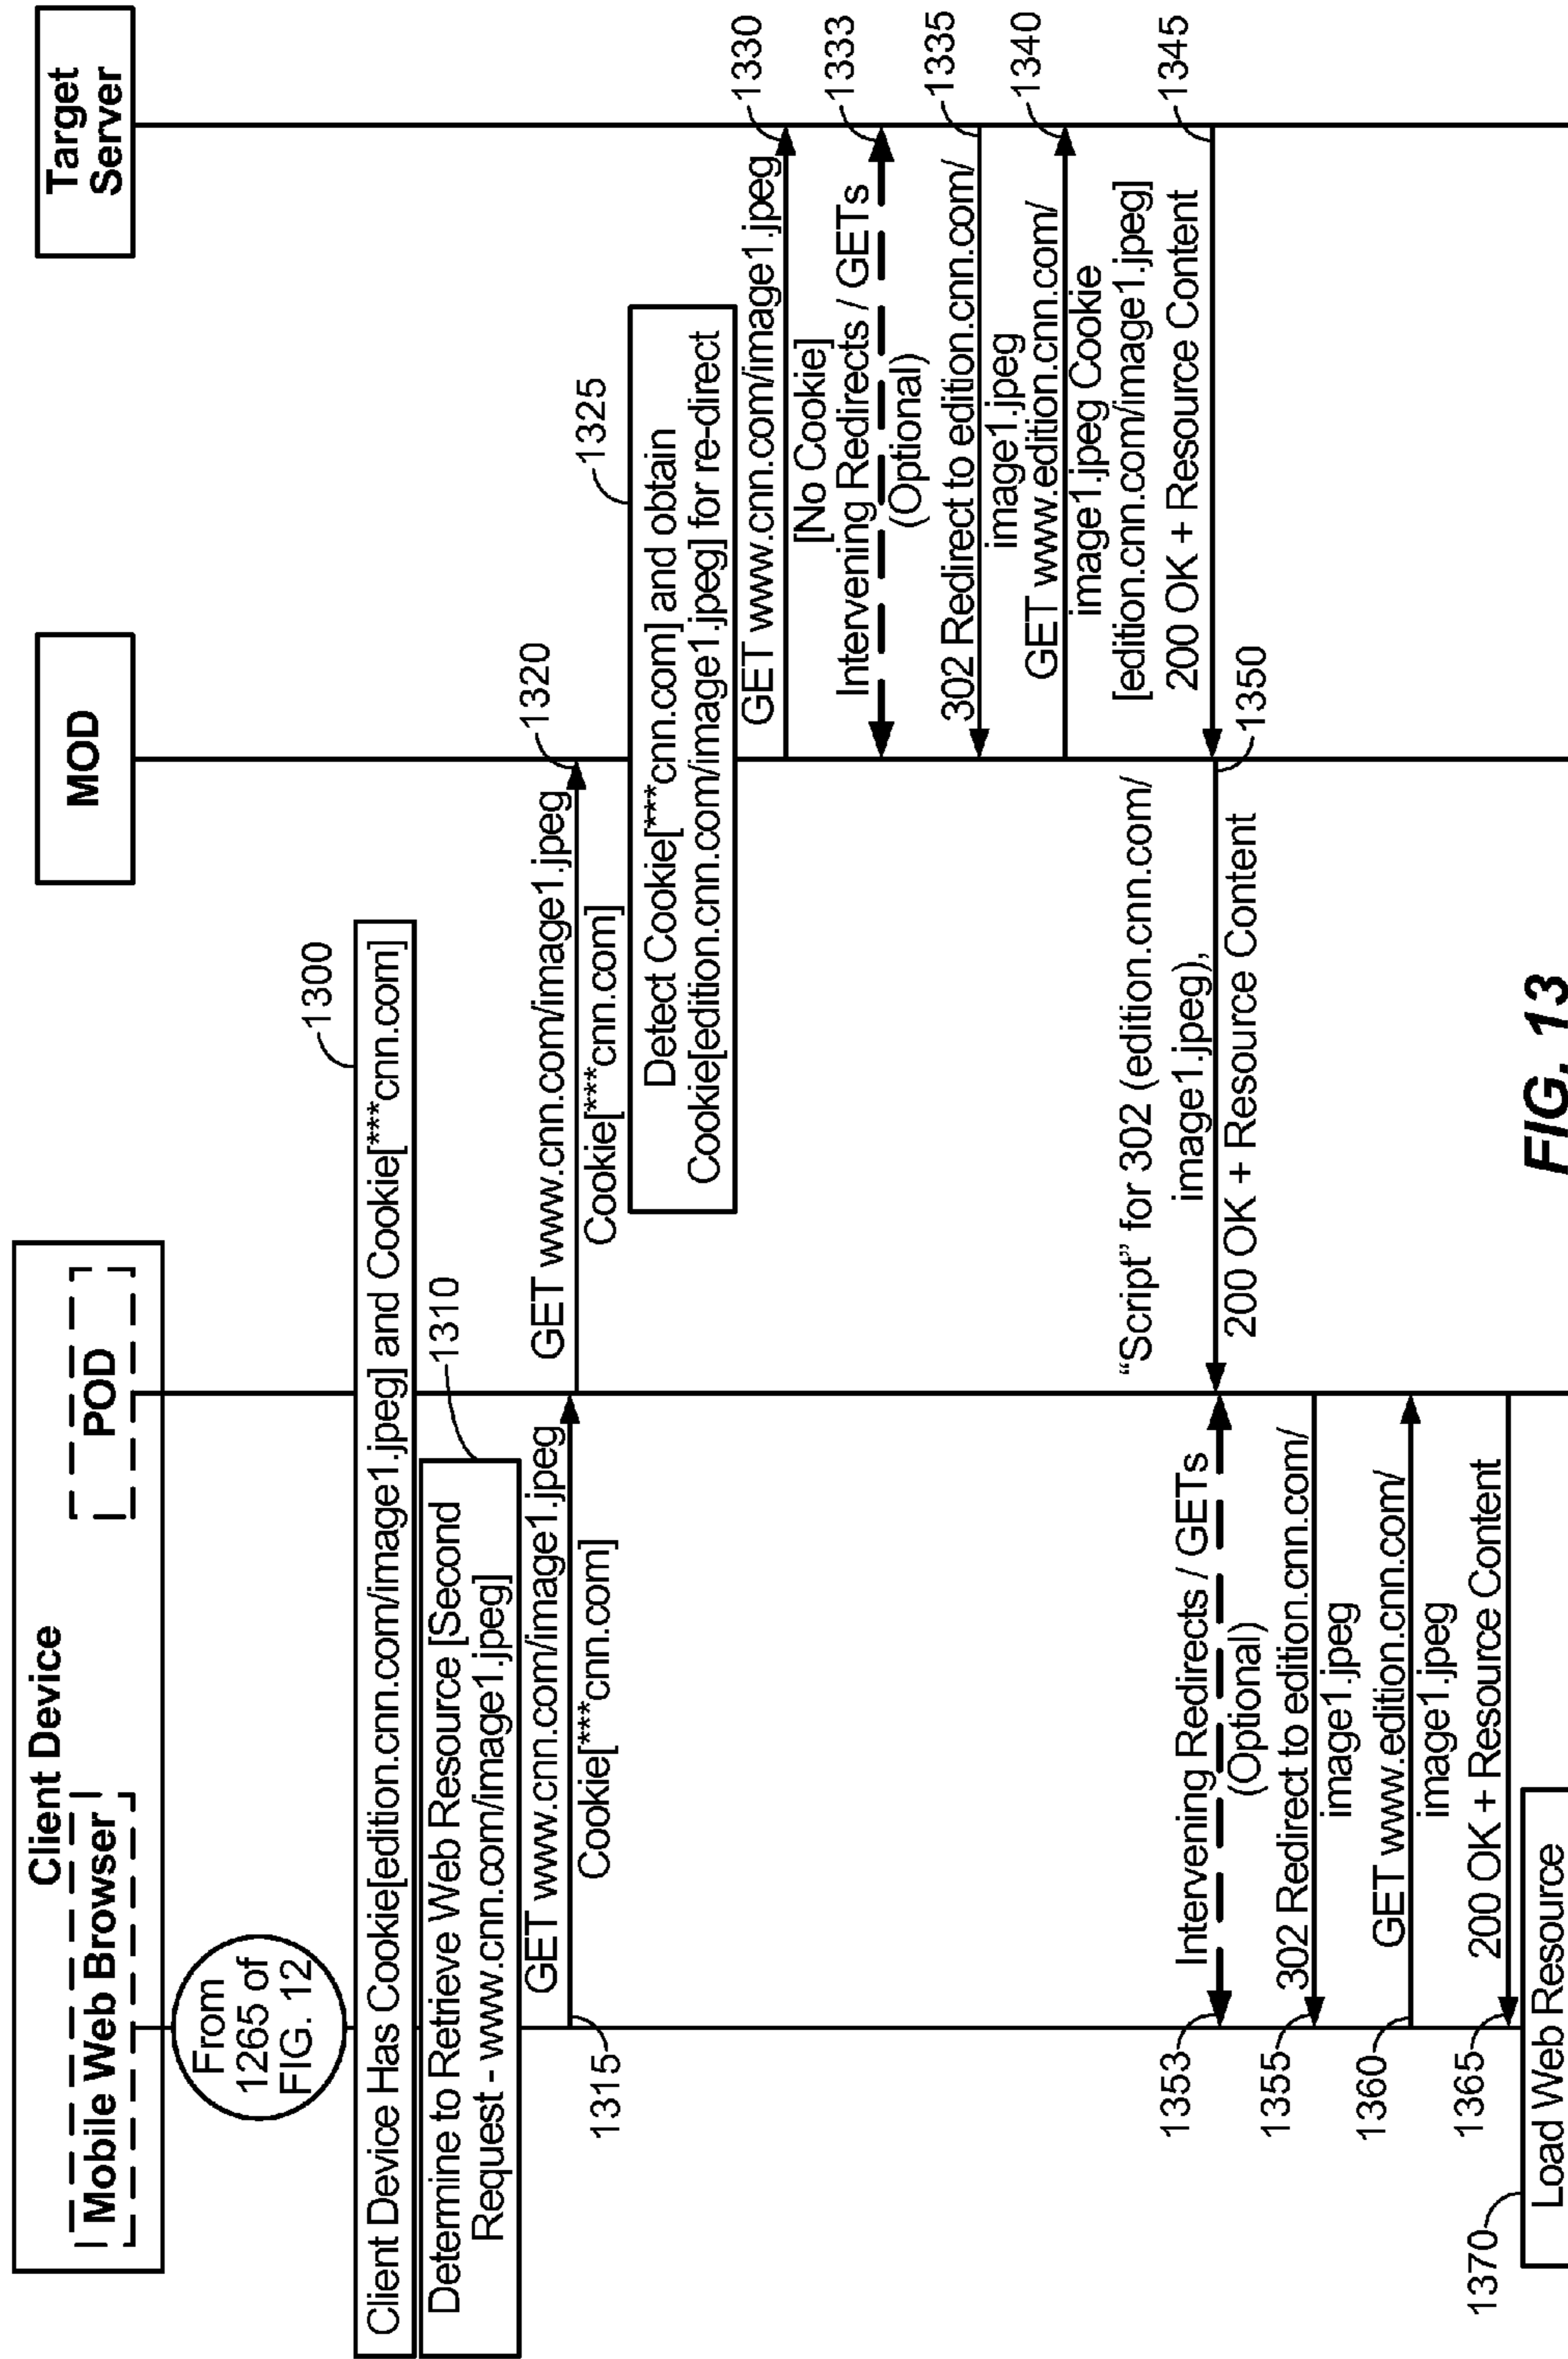 Client Device
Mobile Web Browser
POD
MOD
Target
Server
From
1265 of
FIG. 12
1300
Client Device Has Cookie[edition.cnn.com/image1.jpeg] and Cookie[***cnn.com]
1310
Determine to Retrieve Web Resource [Second
Request - www.cnn.com/image1.jpeg]
GET www.cnn.com/image1.jpeg
Cookie[***cnn.com]
1315
GET www.cnn.com/image1.jpeg
Cookie[***cnn.com]
1320
1325
Detect Cookie[***cnn.com] and obtain
Cookie[edition.cnn.com/image1.jpeg] for re-direct
GET www.cnn.com/image1.jpeg
[No Cookie]
1330
Intervening Redirects / GETs
(Optional)
1333
302 Redirect to edition.cnn.com/
image1.jpeg
1335
GET www.edition.cnn.com/
image1.jpeg Cookie
[edition.cnn.com/image1.jpeg]
1340
200 OK + Resource Content
1345
"Script" for 302 (edition.cnn.com/
image1.jpeg),
200 OK + Resource Content
1350
Intervening Redirects / GETs
(Optional)
1353
302 Redirect to edition.cnn.com/
image1.jpeg
1355
GET www.edition.cnn.com/
image1.jpeg
1360
200 OK + Resource Content
1365
1370
Load Web Resource
FIG. 13